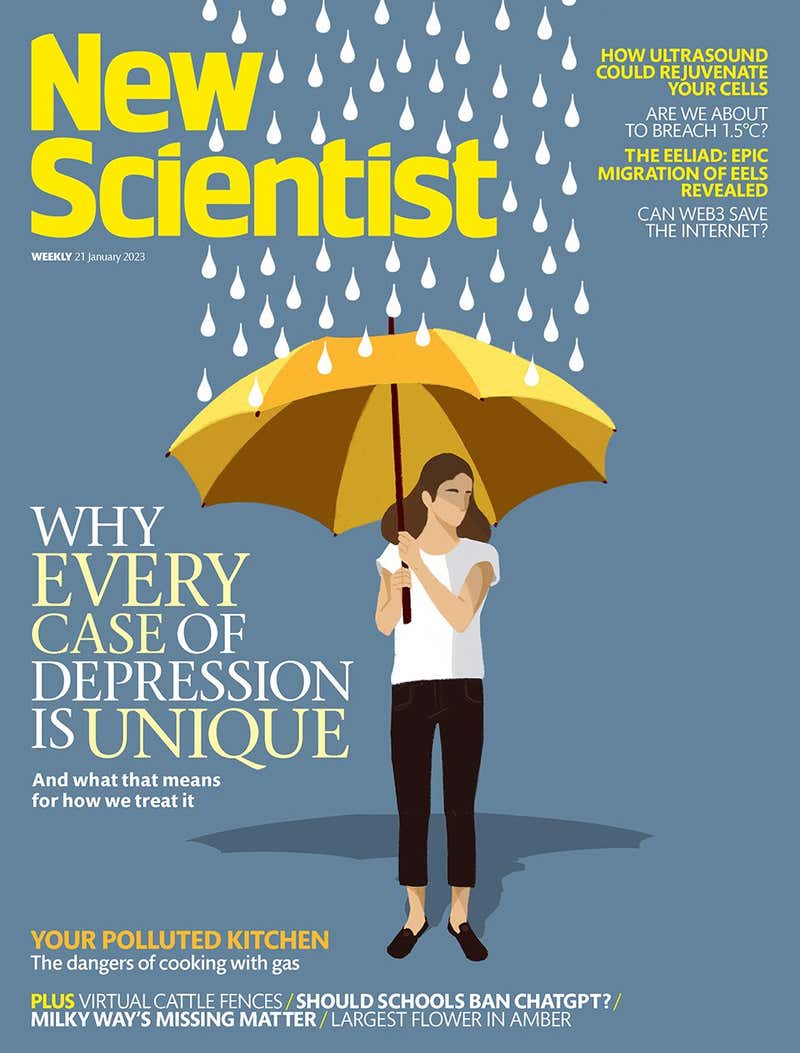 New
Scientist
WEEKLY 21 January 2023
HOW ULTRASOUND
COULD REJUVENATE
YOUR CELLS
ARE WE ABOUT
TO BREACH 1.5°C?
THE EELIAD: EPIC
MIGRATION OF EELS
REVEALED
CAN WEB3 SAVE
THE INTERNET?
WHY
EVERY
CASE OF
DEPRESSION
IS UNIQUE
And what that means
for how we treat it
YOUR POLLUTED KITCHEN
The dangers of cooking with gas
PLUS VIRTUAL CATTLE FENCES / SHOULD SCHOOLS BAN CHATGPT? /
MILKY WAY'S MISSING MATTER / LARGEST FLOWER IN AMBER